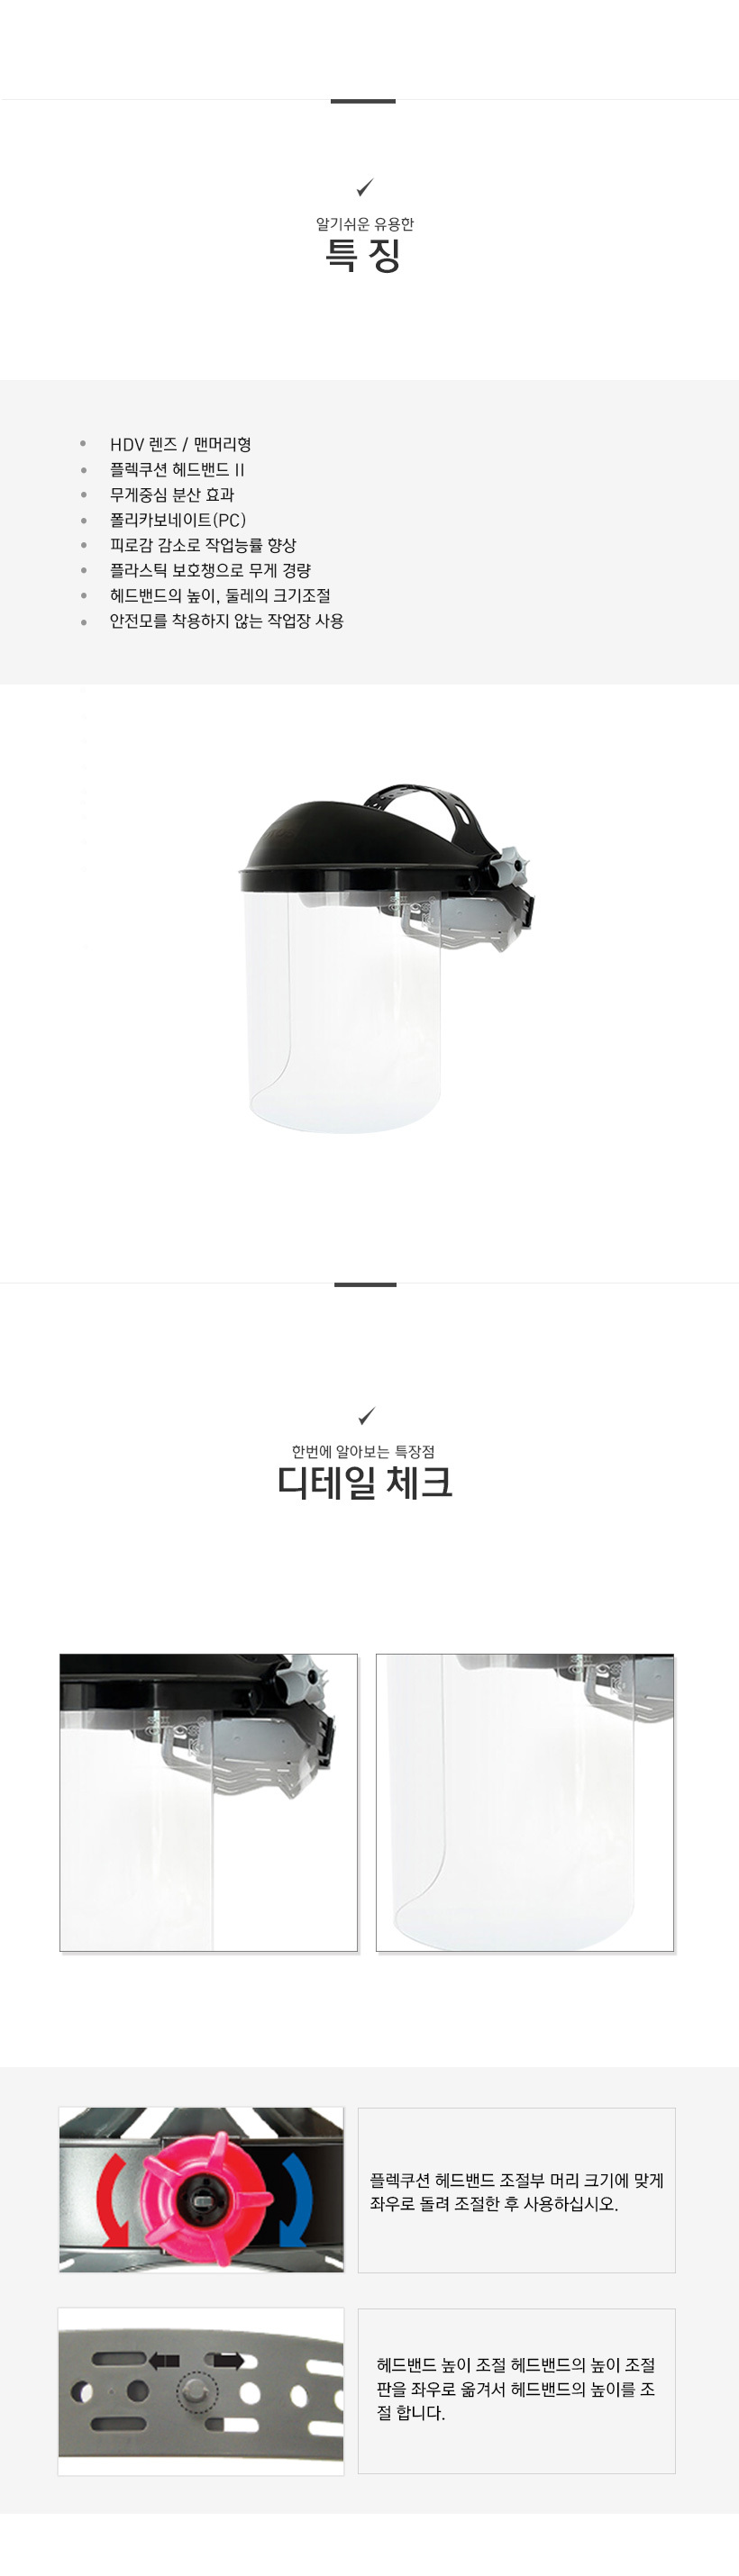 알기쉬운 유용한
특 징
HDV 렌즈 / 맨머리형
플렉쿠션 헤드밴드 II
무게중심 분산 효과
폴리카보네이트(PC)
피로감 감소로 작업능률 향상
플라스틱 보호챙으로 무게 경량
헤드밴드의 높이, 둘레의 크기조절
안전모를 착용하지 않는 작업장 사용
한번에 알아보는 특장점
디테일 체크
플렉쿠션 헤드밴드 조절부 머리 크기에 맞게
좌우로 돌려 조절한 후 사용하십시오.
헤드밴드 높이 조절 헤드밴드의 높이 조절
판을 좌우로 옮겨서 헤드밴드의 높이를 조
절 합니다.